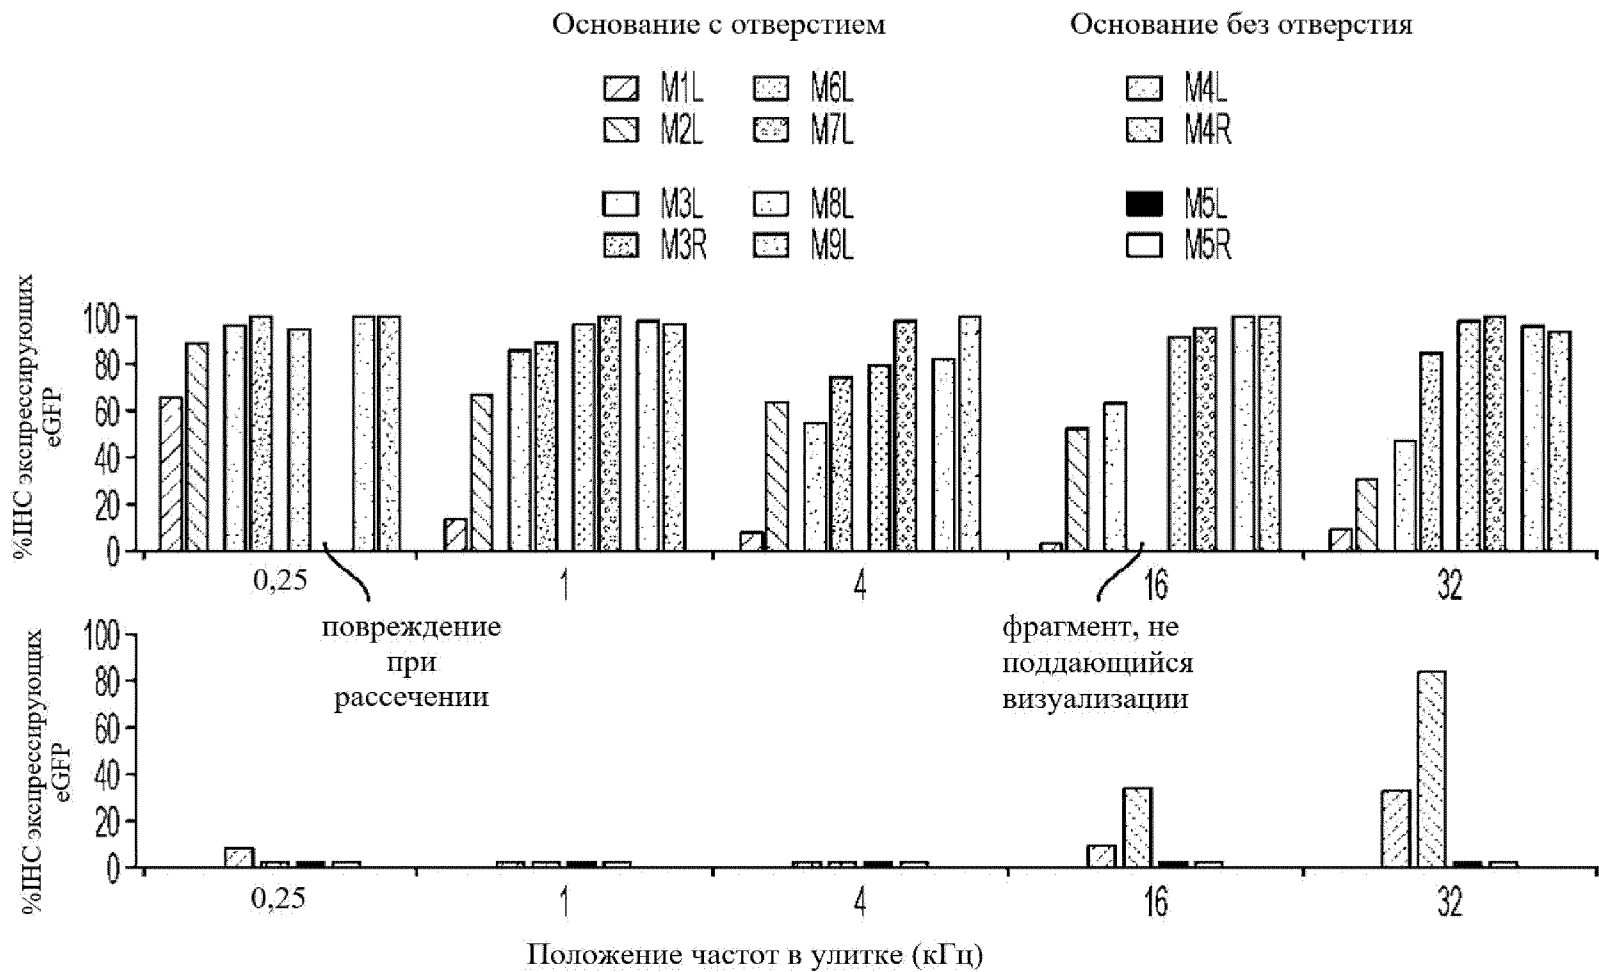 Основание с отверстием
Основание без отверстия
M1L M6L M4L
M2L M7L M4R
M3L M8L M5L
M3R M9L M5R
%IHC экспрессирующих
eGFP
100
80
60
40
20
0
0,25 1 4 16 32
повреждение
при
рассечении
фрагмент, не
поддающийся
визуализации
%IHC экспрессирующих
eGFP
100
80
60
40
20
0
0,25 1 4 16 32
Положение частот в улитке (кГц)